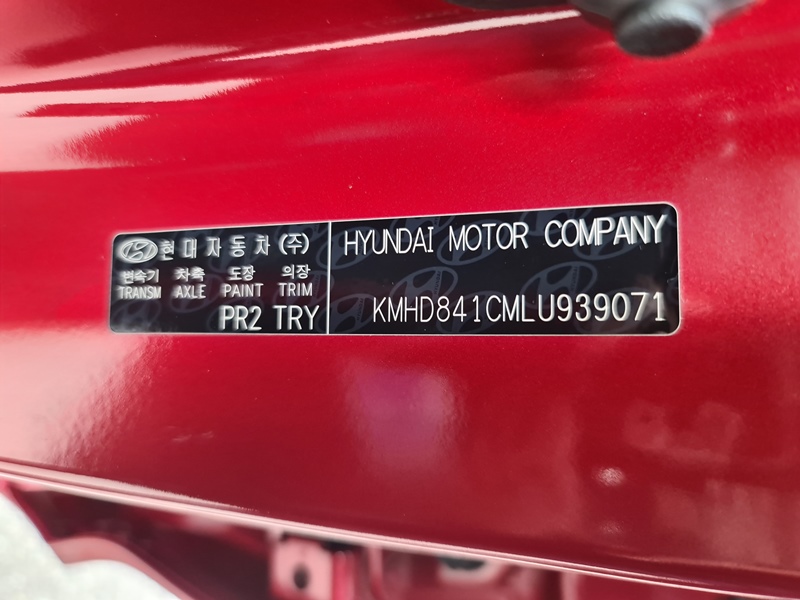 현대자동차(주)
변속기 차축 도장 의장
TRANSM AXLE PAINT TRIM
PR2 TRY
HYUNDAI MOTOR COMPANY
KMHD841CMLU939071